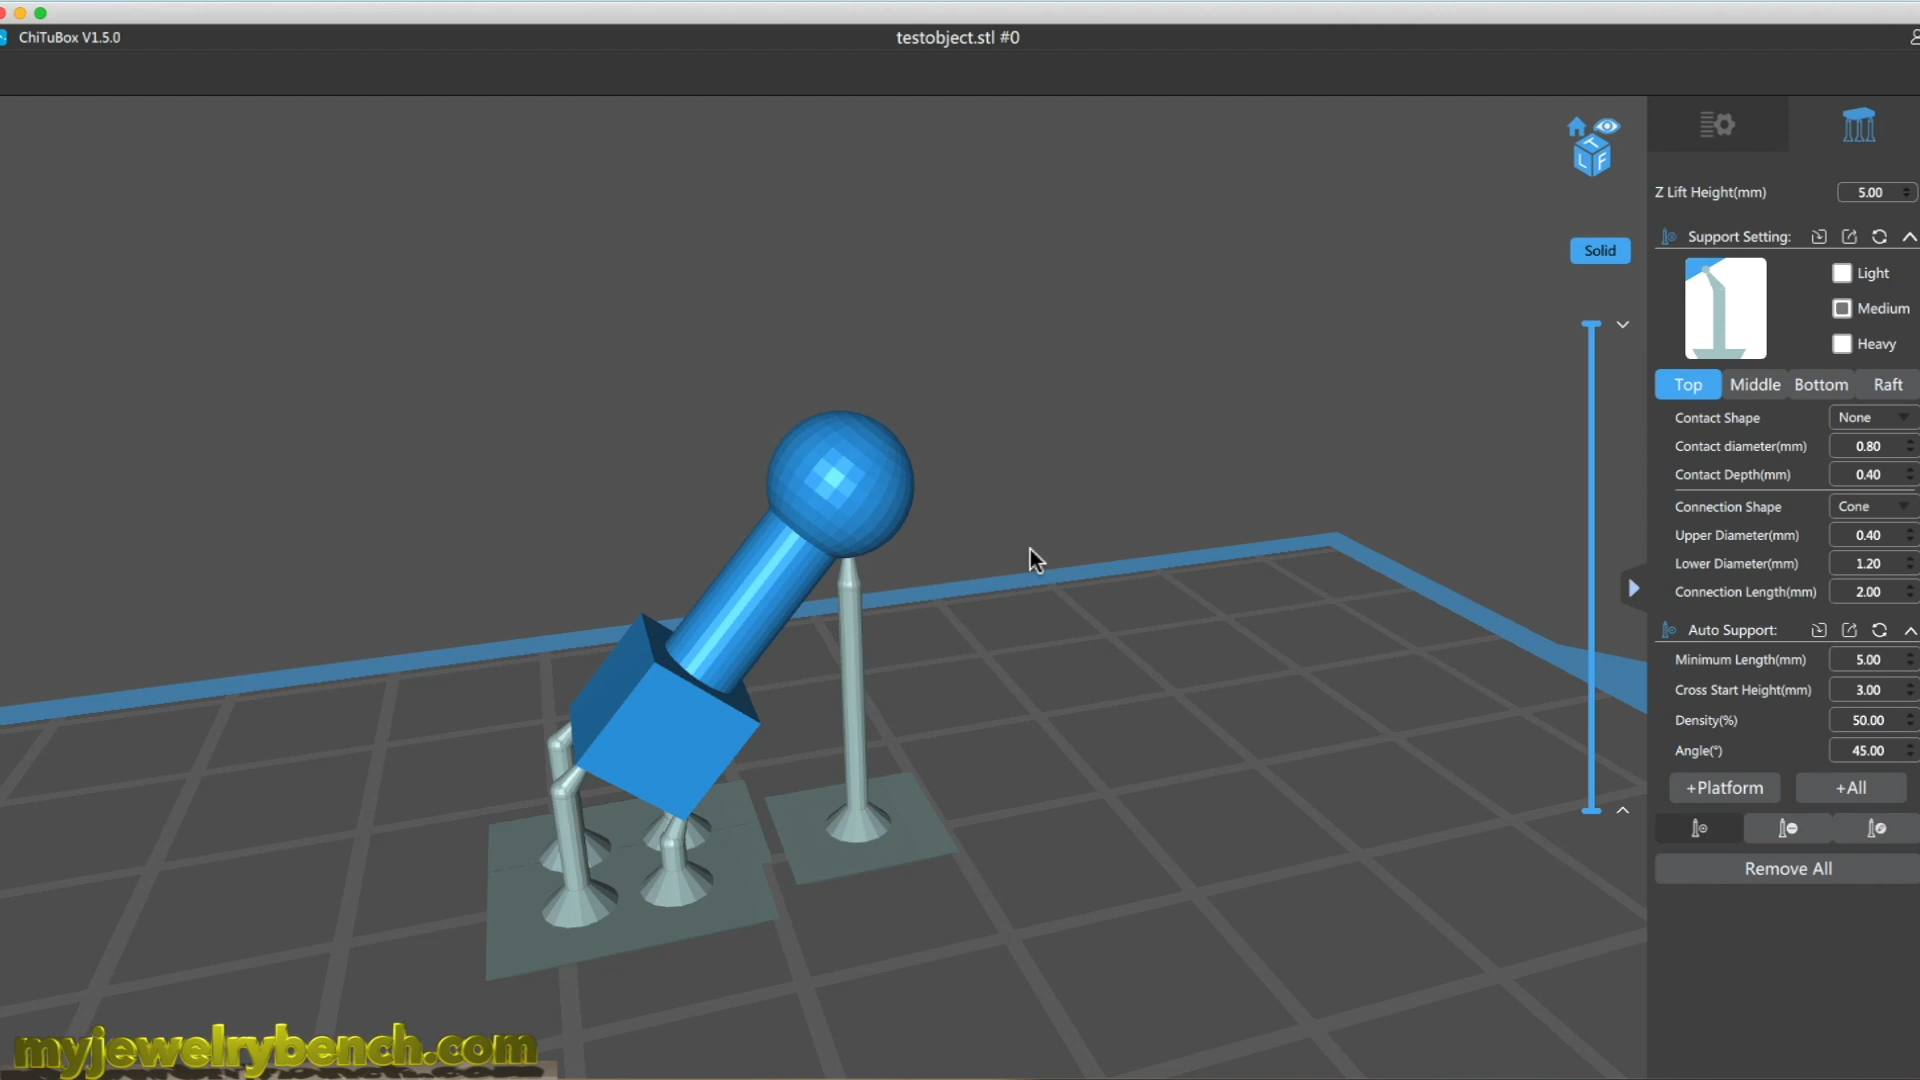 ChiTuBox V1.5.0
testobject.stl #0
T
L F
Z Lift Height(mm) 5.00
Support Setting:
Solid
Light
Medium
Heavy
Top Middle Bottom Raft
Contact Shape None
Contact diameter(mm) 0.80
Contact Depth(mm) 0.40
Connection Shape Cone
Upper Diameter(mm) 0.40
Lower Diameter(mm) 1.20
Connection Length(mm) 2.00
Auto Support:
Minimum Length(mm) 5.00
Cross Start Height(mm) 3.00
Density(%) 50.00
Angle(°) 45.00
+Platform +All
Remove All
myjewelrybench.com